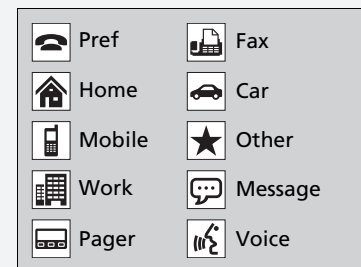 Pref
Fax
Home
Car
Mobile
Other
Work
Message
Pager
Voice